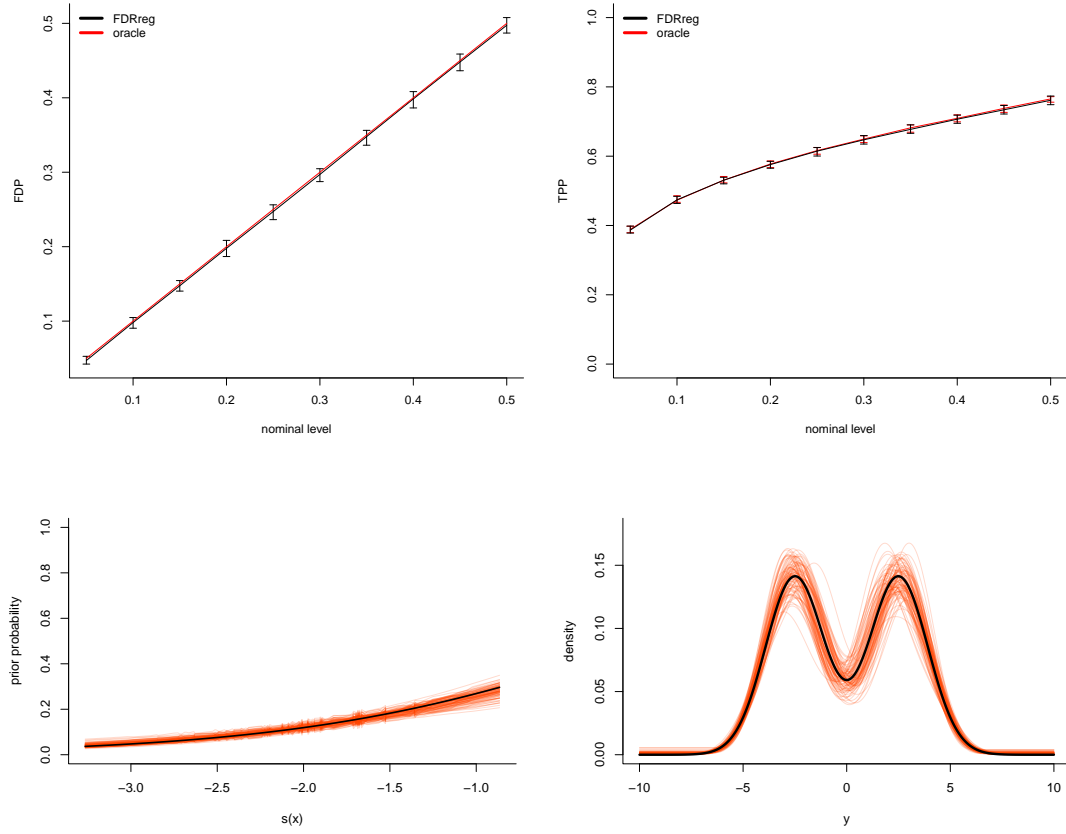 FDRreg
oracle
FDP
0.5
0.4
0.3
0.2
0.1
0.1 0.2 0.3 0.4 0.5
nominal level
FDRreg
oracle
TPP
1.0
0.8
0.6
0.4
0.2
0.0
0.1 0.2 0.3 0.4 0.5
nominal level
prior probability
1.0
0.8
0.6
0.4
0.2
0.0
−3.0 −2.5 −2.0 −1.5 −1.0
s(x)
density
0.15
0.10
0.05
0.00
−10 −5 0 5 10
y